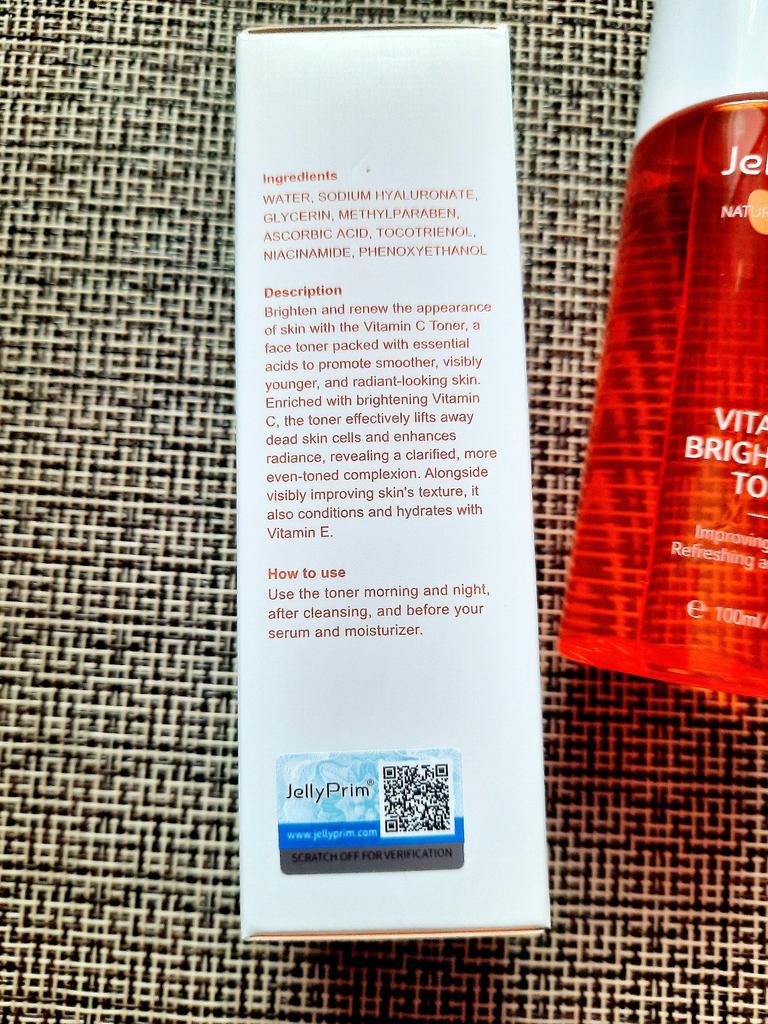 Ingredients
WATER, SODIUM HYALURONATE,
GLYCERIN, METHYLPARABEN,
ASCORBIC ACID, TOCOTRIENOL,
NIACINAMIDE, PHENOXYETHANOL
Description
Brighten and renew the appearance
of skin with the Vitamin C Toner, a
face toner packed with essential
acids to promote smoother, visibly
younger, and radiant-looking skin.
Enriched with brightening Vitamin
C, the toner effectively lifts away
dead skin cells and enhances
radiance, revealing a clarified, more
even-toned complexion. Alongside
visibly improving skin's texture, it
also conditions and hydrates with
Vitamin E.
How to use
Use the toner morning and night,
after cleansing, and before your
serum and moisturizer.
JellyPrim®
www.jellyprim.com
SCRATCH OFF FOR VERIFICATION
Jel
NATUR
VITA
BRIGH
TO
Improving
Refreshing a
e 100ml/